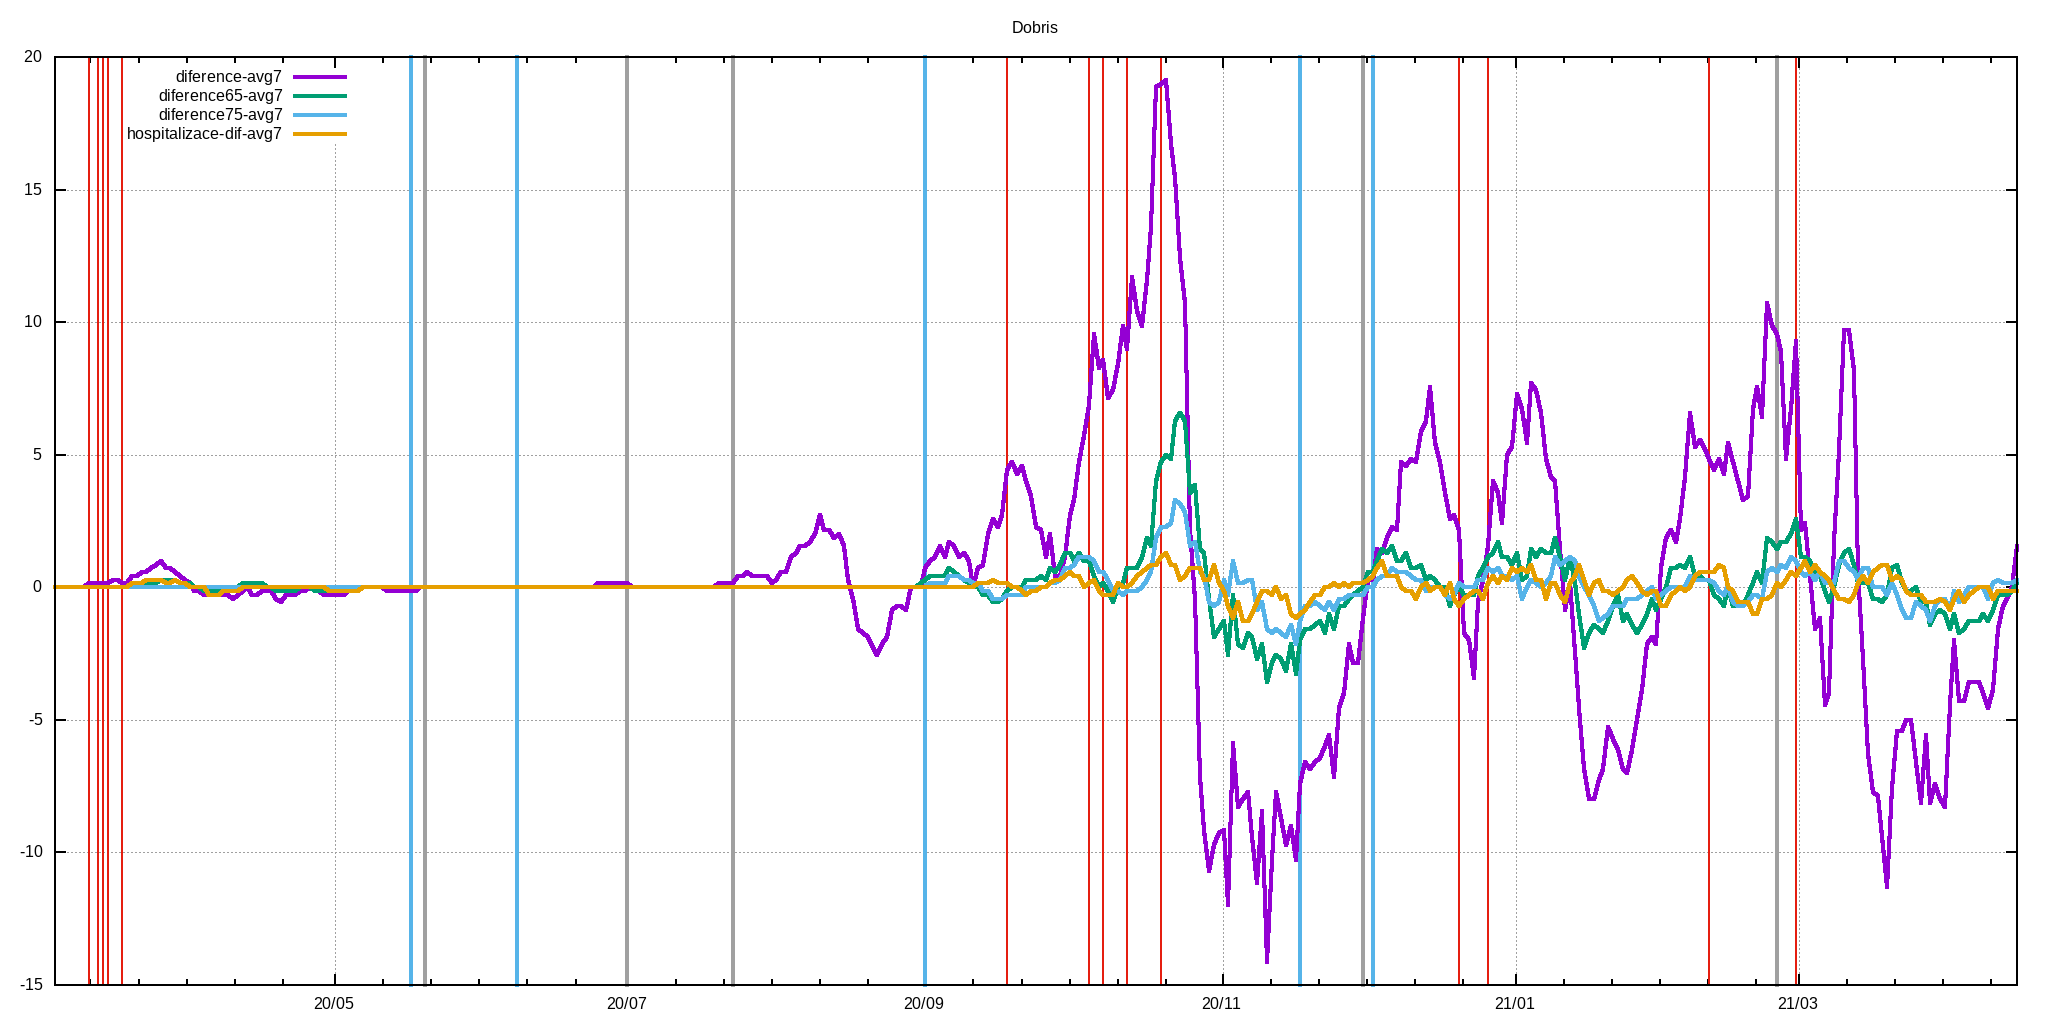 Dobris
diference-avg7
diference65-avg7
diference75-avg7
hospitalizace-dif-avg7
20
15
10
5
0
-5
-10
-15
20/05 20/07 20/09 20/11 21/01 21/03